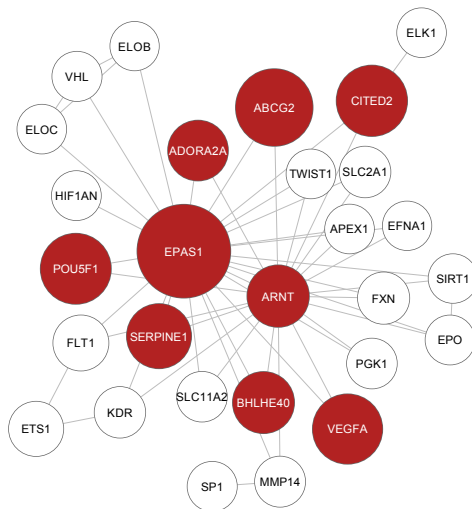 ELK1
ELOB
VHL
ABCG2
CITED2
ELOC
ADORA2A
TWIST1
SLC2A1
HIF1AN
APEX1
EFNA1
EPAS1
POU5F1
ARNT
FXN
SIRT1
SERPINE1
EPO
FLT1
PGK1
SLC11A2
BHLHE40
KDR
ETS1
VEGFA
SP1
MMP14